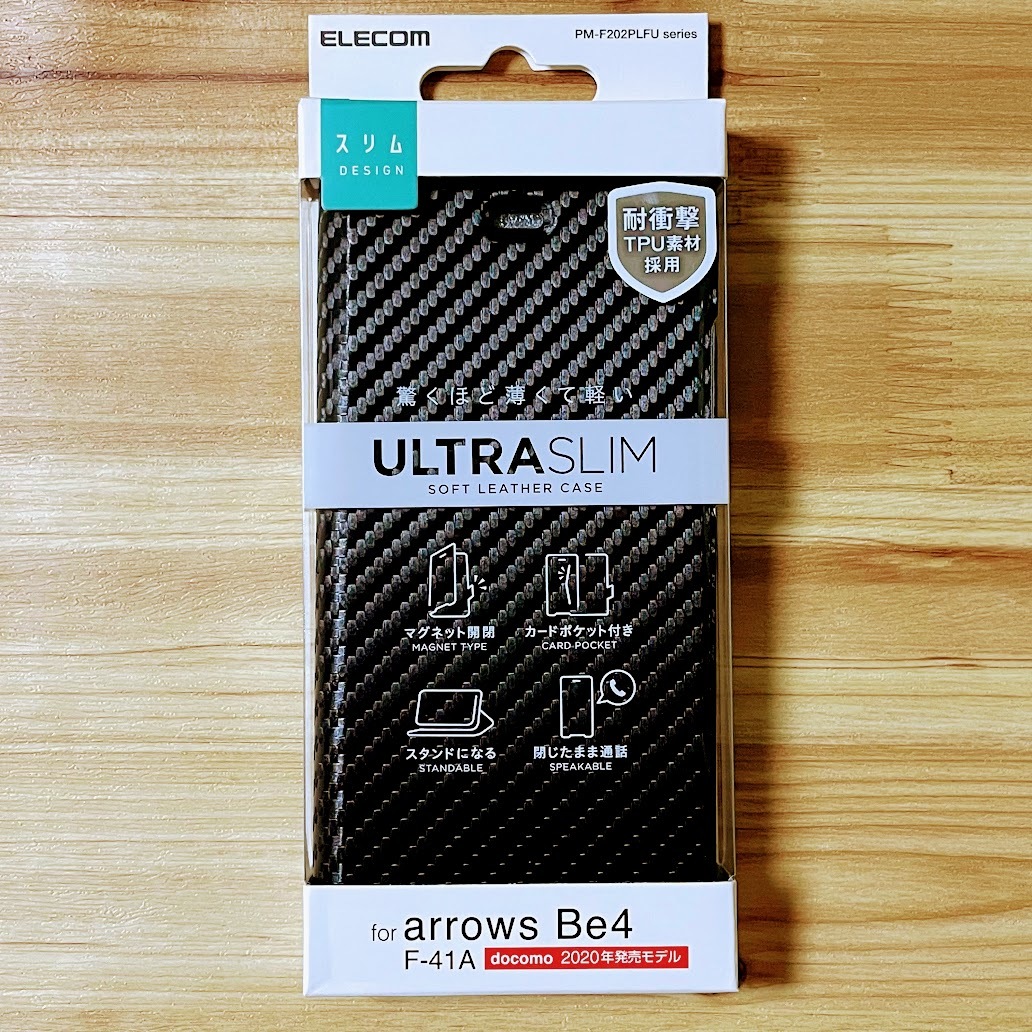 ELECOM
PM-F202PLFU series
スリム
DESIGN
耐衝撃
TPU素材
採用
驚くほど薄くて軽い
ULTRASLIM
SOFT LEATHER CASE
マグネット開閉
MAGNET TYPE
カードポケット付き
CARD POCKET
スタンドになる
STANDABLE
閉じたまま通話
SPEAKABLE
for arrows Be4
F-41A docomo 2020年発売モデル